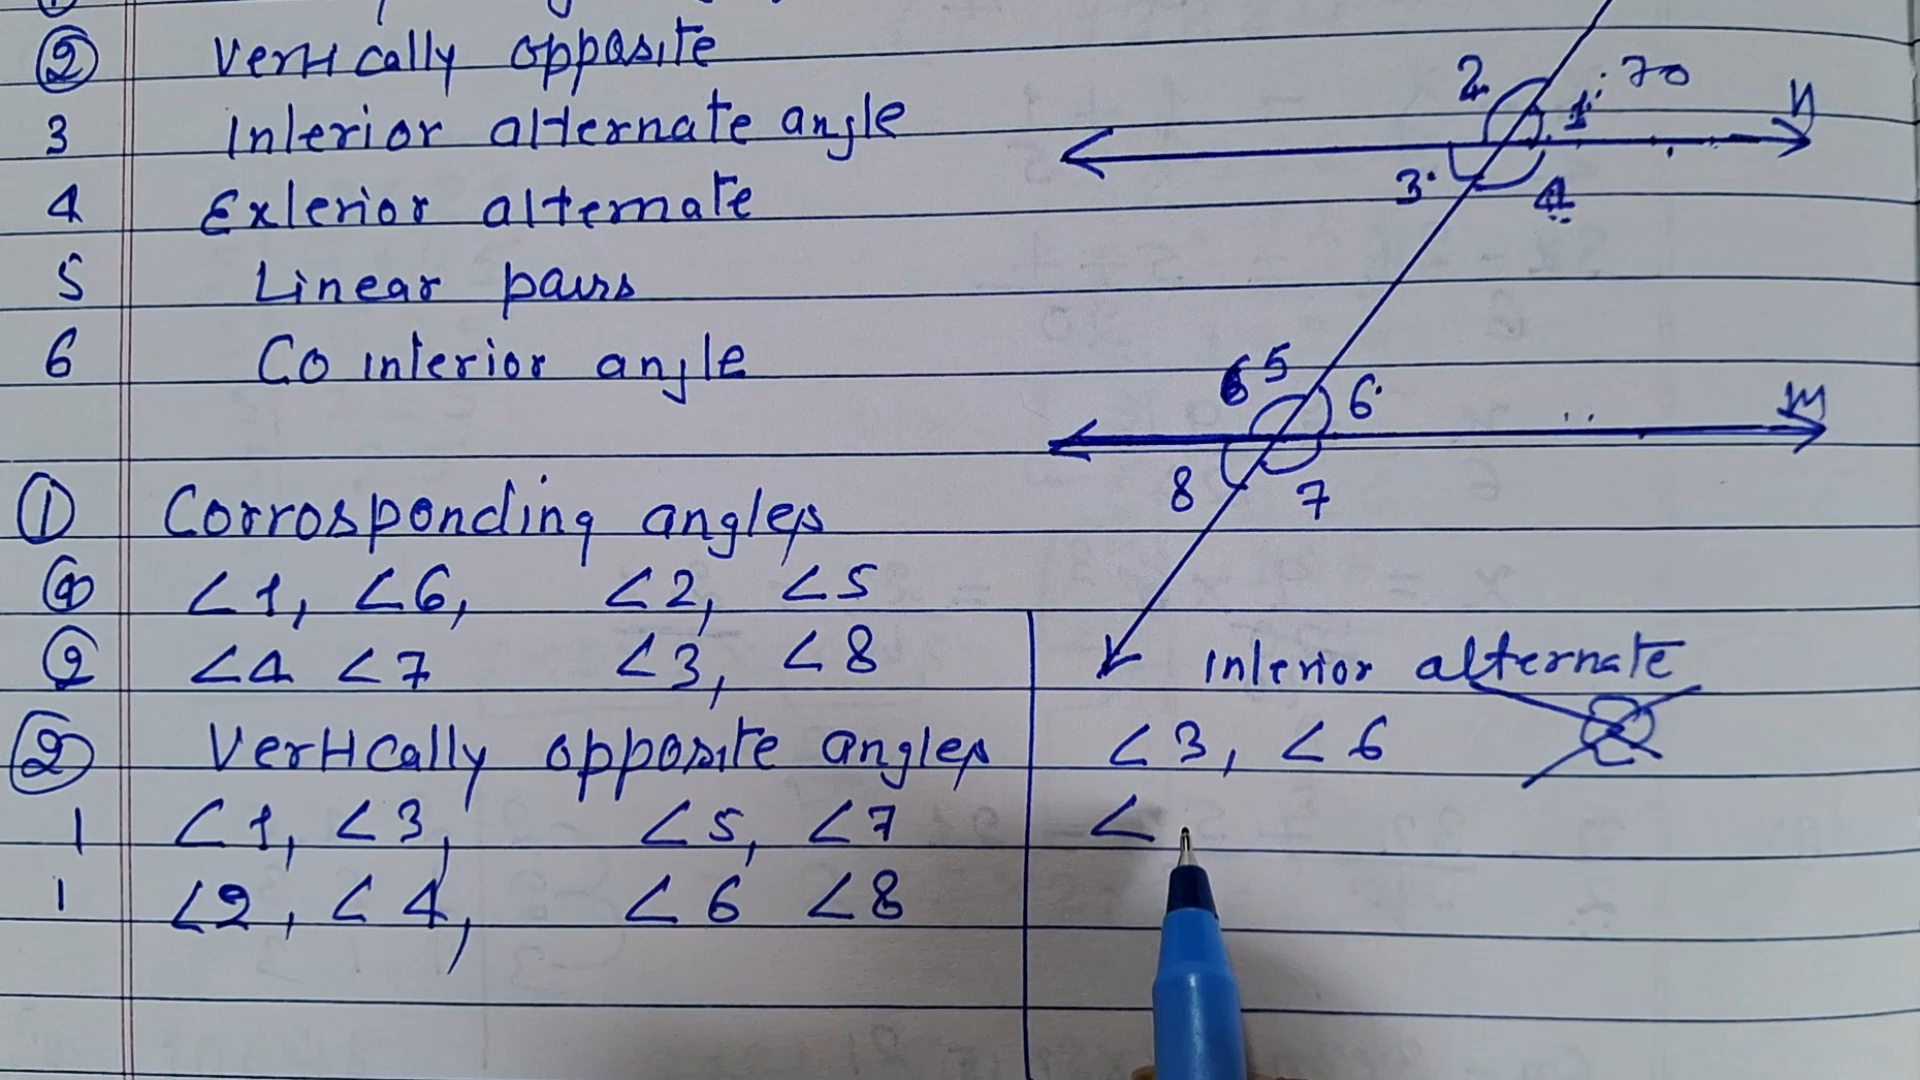 ② Vertically opposite
3 Interior alternate angle
4 Exterior alternate
5 Linear pairs
6 Co interior angle
2 1 70 n
3 4
5 6 m
8 7
① Corrosponding angles
∠1, ∠6, ∠2, ∠5
② ∠4 ∠7 ∠3, ∠8
② Vertically opposite angles
1 ∠1, ∠3, ∠5, ∠7
1 ∠2, ∠4, ∠6 ∠8
Interior alternate
∠3, ∠6
∠